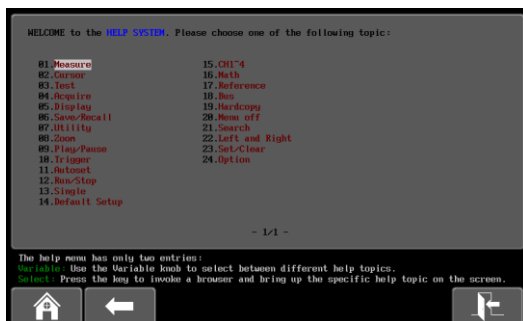 WELCOME to the HELP SYSTEM. Please choose one of the following topic:
01.Measure
02.Cursor
03.Test
04.Acquire
05.Display
06.Save/Recall
07.Utility
08.Zoom
09.Play/Pause
10.Trigger
11.Autoset
12.Run/Stop
13.Single
14.Default Setup
15.CH1~4
16.Math
17.Reference
18.Bus
19.Hardcopy
20.Menu off
21.Search
22.Left and Right
23.Set/Clear
24.Option
- 1/1 -
The help menu has only two entries:
Variable: Use the Variable knob to select between different help topics.
Select: Press the key to invoke a browser and bring up the specific help topic on the screen.